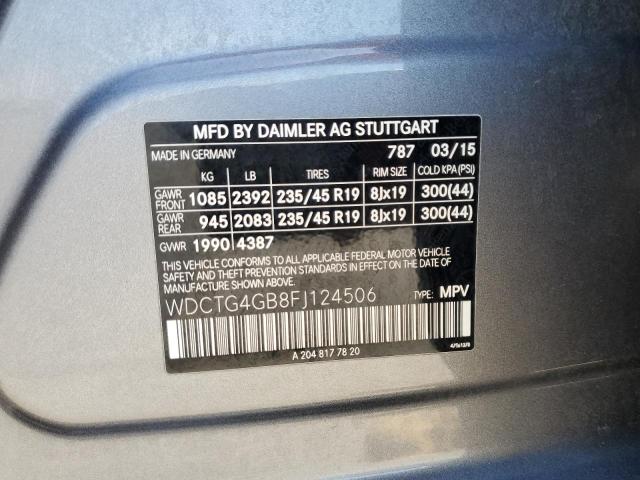 MFD BY DAIMLER AG STUTTGART
MADE IN GERMANY 787 03/15
KG LB TIRES RIM SIZE COLD KPA (PSI)
GAWR FRONT 1085 2392 235/45 R19 8Jx19 300(44)
GAWR REAR 945 2083 235/45 R19 8Jx19 300(44)
GVWR 1990 4387
THIS VEHICLE CONFORMS TO ALL APPLICABLE FEDERAL MOTOR VEHICLE
SAFETY AND THEFT PREVENTION STANDARDS IN EFFECT ON THE DATE OF
MANUFACTURE SHOWN ABOVE.
WDCTG4GB8FJ124506 TYPE: MPV
A 204 817 78 20